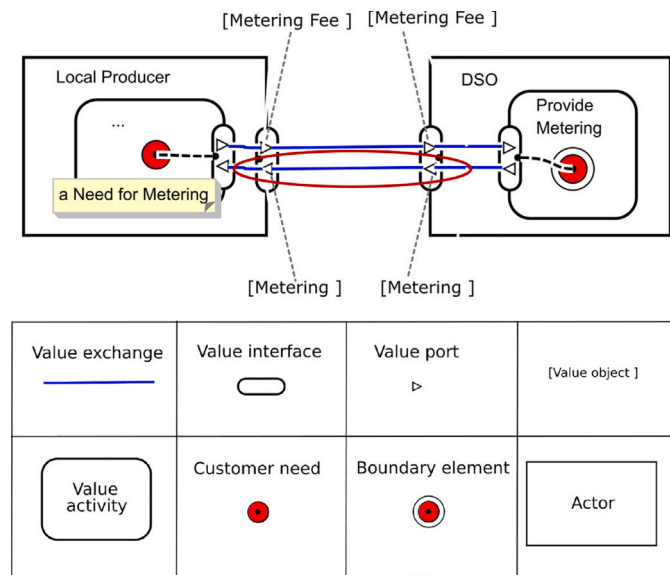 [Metering Fee ] [Metering Fee ]
Local Producer
DSO
...
Provide
Metering
a Need for Metering
[Metering ] [Metering ]
Value exchange
Value interface
Value port
[Value object ]
Value
activity
Customer need
Boundary element
Actor